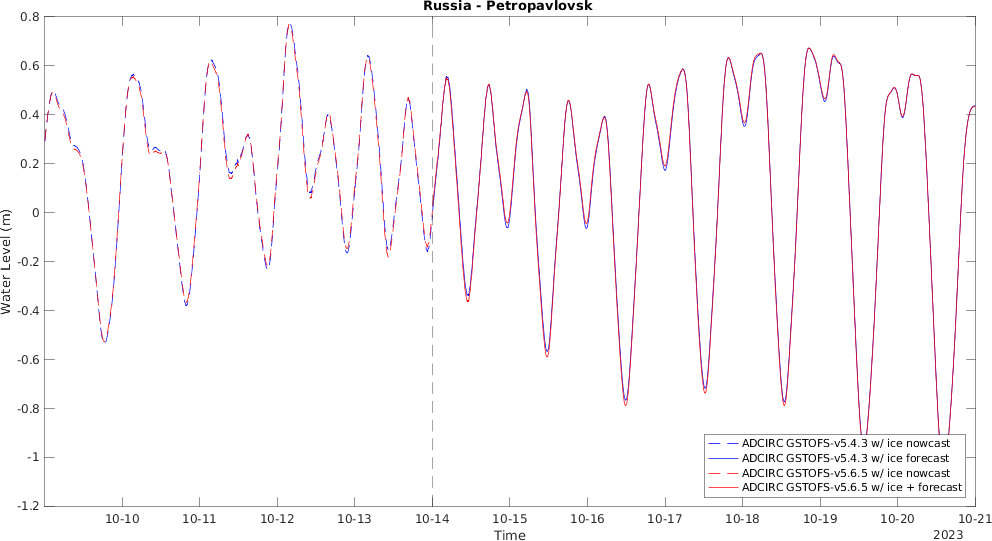 Russia - Petropavlovsk
Water Level (m)
0.8
0.6
0.4
0.2
0
-0.2
-0.4
-0.6
-0.8
-1
-1.2
ADCIRC GSTOFS-v5.4.3 w/ ice nowcast
ADCIRC GSTOFS-v5.4.3 w/ ice forecast
ADCIRC GSTOFS-v5.6.5 w/ ice nowcast
ADCIRC GSTOFS-v5.6.5 w/ ice + forecast
10-10 10-11 10-12 10-13 10-14 10-15 10-16 10-17 10-18 10-19 10-20 10-21
Time
2023